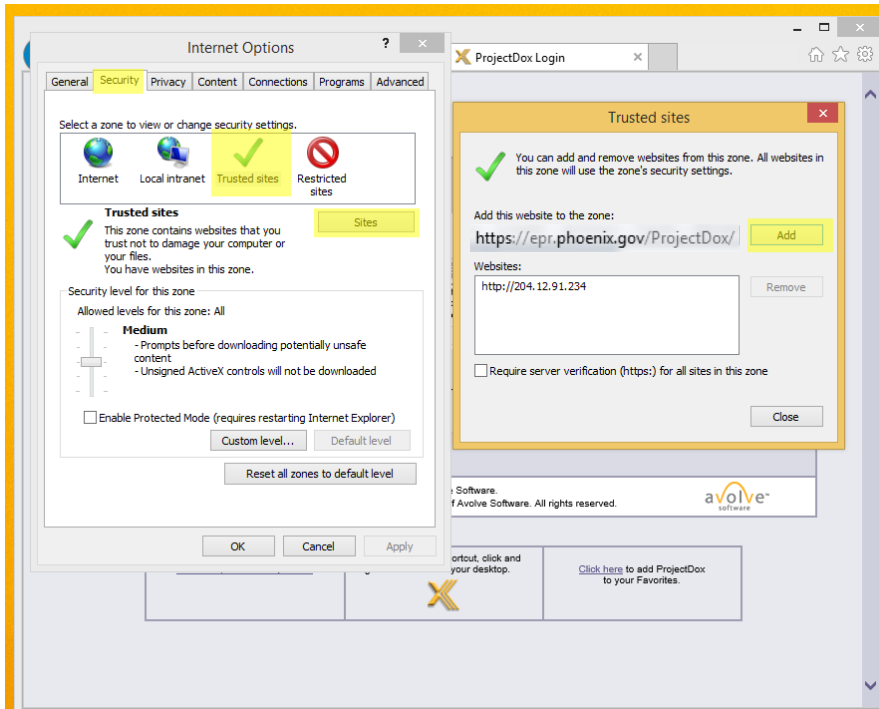 Internet Options
?
General Security Privacy Content Connections Programs Advanced
Select a zone to view or change security settings.
Internet Local intranet Trusted sites Restricted
sites
Trusted sites
This zone contains websites that you
trust not to damage your computer or
your files.
You have websites in this zone.
Sites
Security level for this zone
Allowed levels for this zone: All
Medium
- Prompts before downloading potentially unsafe
content
- Unsigned ActiveX controls will not be downloaded
Enable Protected Mode (requires restarting Internet Explorer)
Custom level... Default level
Reset all zones to default level
OK Cancel Apply
ProjectDox Login
Trusted sites
You can add and remove websites from this zone. All websites in
this zone will use the zone's security settings.
Add this website to the zone:
https://epr.phoenix.gov/ProjectDox/
Add
Websites:
http://204.12.91.234
Remove
Require server verification (https:) for all sites in this zone
Close
Software.
f Avolve Software. All rights reserved.
avolve
software
click and
your desktop.
Click here to add ProjectDox
to your Favorites.